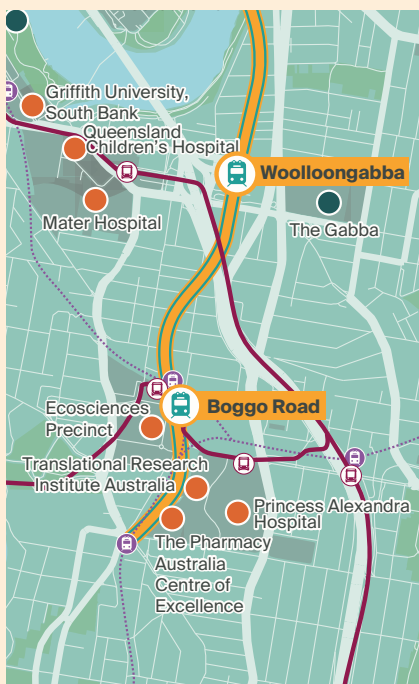 Griffith University,
South Bank
Queensland
Children's Hospital
Woolloongabba
Mater Hospital
The Gabba
Boggo Road
Ecosciences
Precinct
Translational Research
Institute Australia
Princess Alexandra
Hospital
The Pharmacy
Australia
Centre of
Excellence